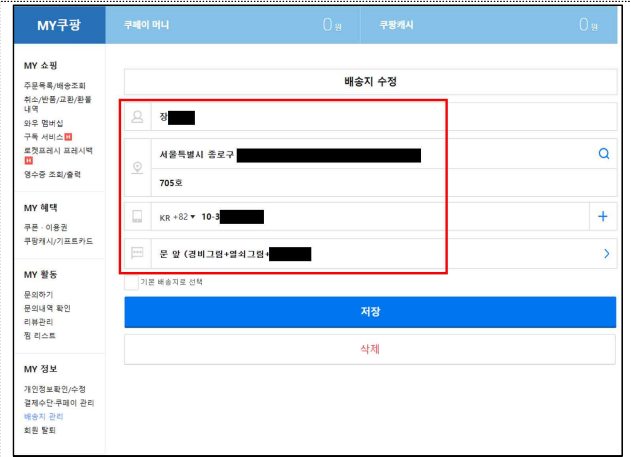 MY쿠팡
쿠페이 머니 0 원 쿠팡캐시 0 원
MY 쇼핑
주문목록/배송조회
취소/반품/교환/환불
내역
와우 멤버십
구독 서비스 N
로켓프레시 프레시백
N
영수증 조회/출력
MY 혜택
쿠폰 · 이용권
쿠팡캐시/기프트카드
MY 활동
문의하기
문의내역 확인
리뷰관리
찜 리스트
MY 정보
개인정보확인/수정
결제수단·쿠페이 관리
배송지 관리
회원 탈퇴
배송지 수정
장
서울특별시 종로구
705호
KR +82 ▾ 10-3
문 앞 (경비그림+열쇠그림+
기본 배송지로 선택
저장
삭제